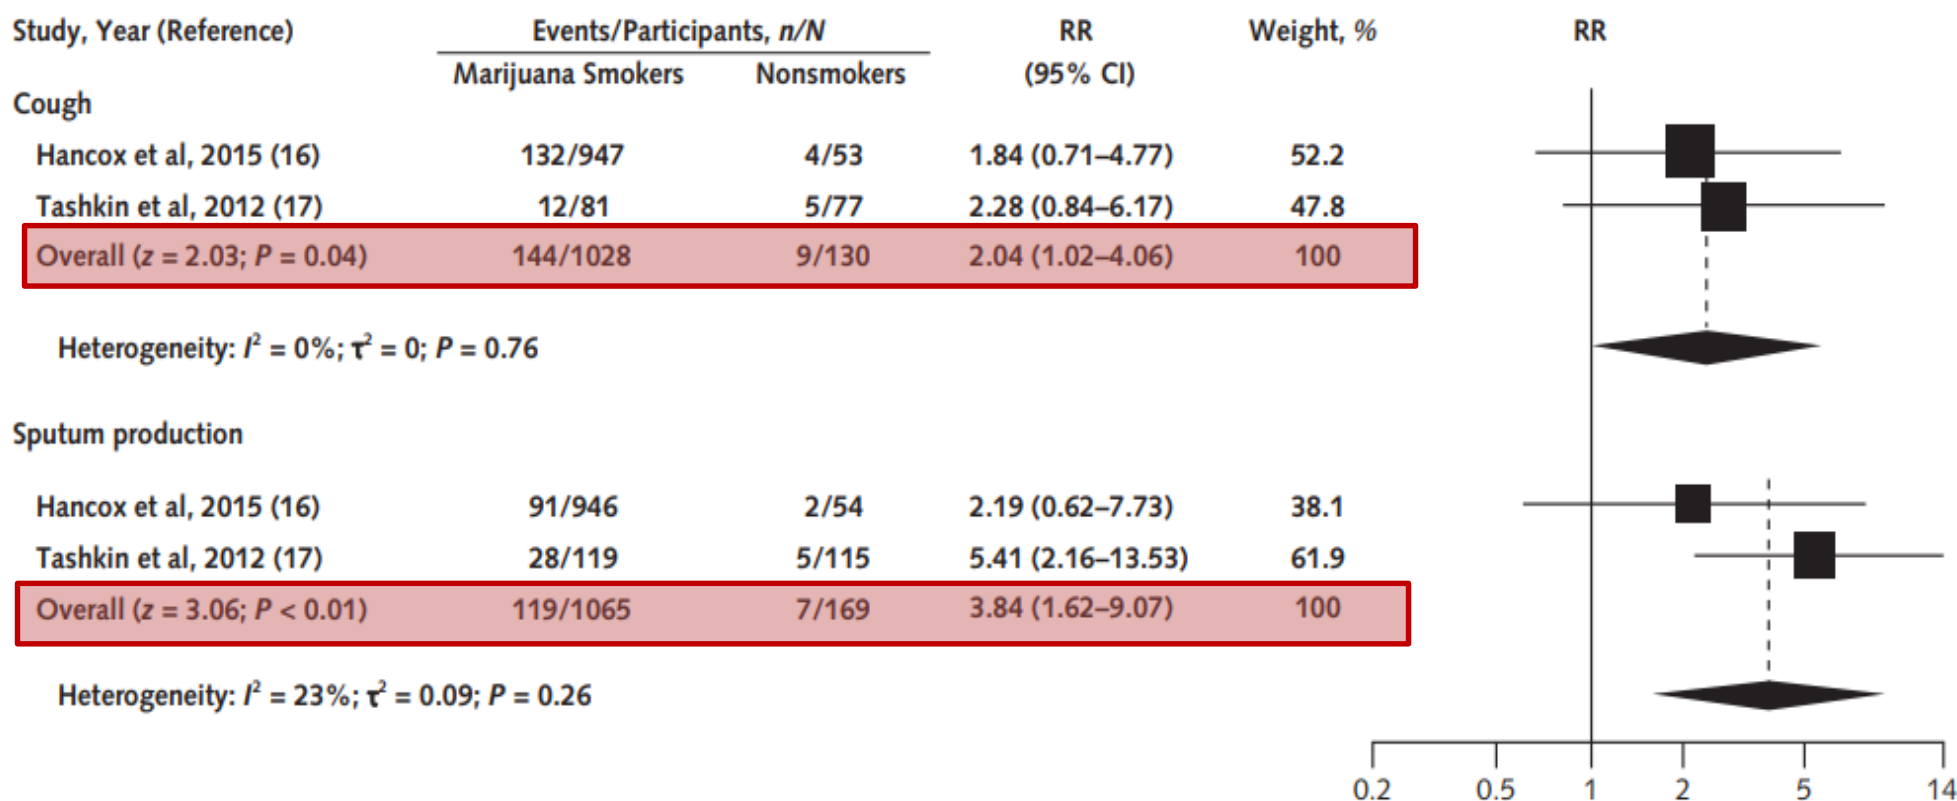 Study, Year (Reference) Events/Participants, n/N RR Weight, % RR
Marijuana Smokers Nonsmokers (95% CI)
Cough
Hancox et al, 2015 (16) 132/947 4/53 1.84 (0.71–4.77) 52.2
Tashkin et al, 2012 (17) 12/81 5/77 2.28 (0.84–6.17) 47.8
Overall (z = 2.03; P = 0.04) 144/1028 9/130 2.04 (1.02–4.06) 100
Heterogeneity: I² = 0%; τ² = 0; P = 0.76
Sputum production
Hancox et al, 2015 (16) 91/946 2/54 2.19 (0.62–7.73) 38.1
Tashkin et al, 2012 (17) 28/119 5/115 5.41 (2.16–13.53) 61.9
Overall (z = 3.06; P < 0.01) 119/1065 7/169 3.84 (1.62–9.07) 100
Heterogeneity: I² = 23%; τ² = 0.09; P = 0.26
0.2 0.5 1 2 5 14